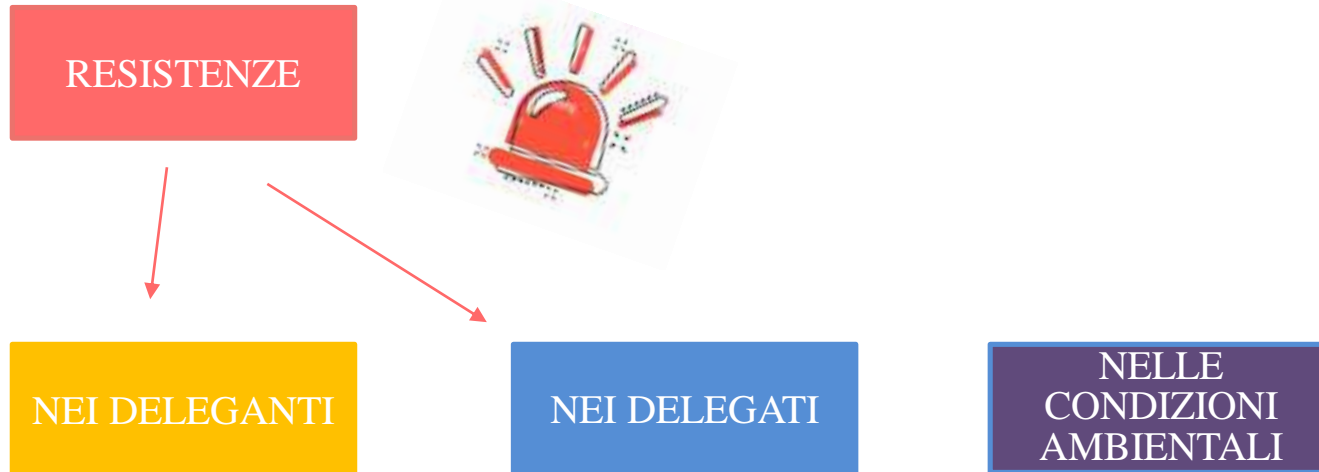 RESISTENZE
NEI DELEGANTI
NEI DELEGATI
NELLE
CONDIZIONI
AMBIENTALI